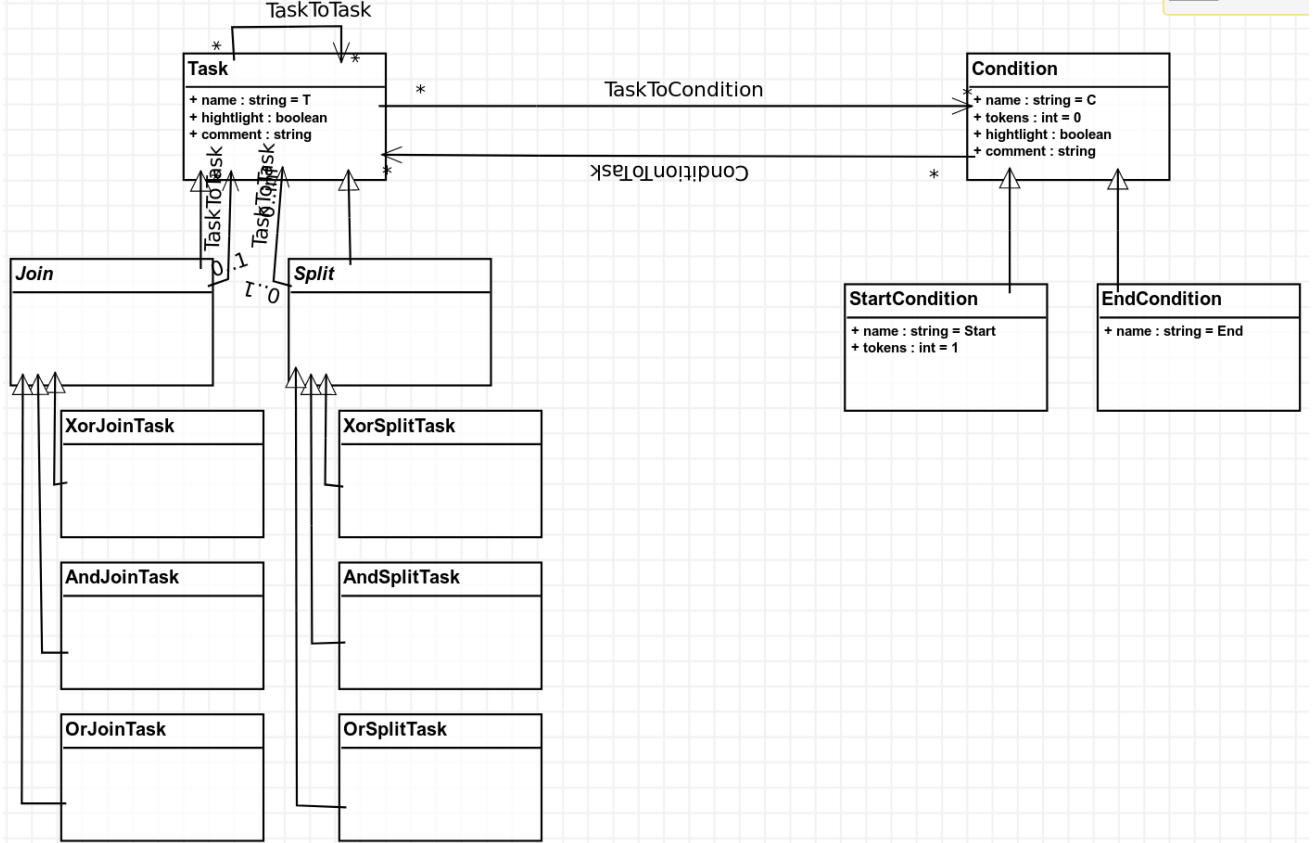 TaskToTask
*
*
Task
+ name : string = T
+ hightlight : boolean
+ comment : string
*
TaskToCondition
*
Condition
+ name : string = C
+ tokens : int = 0
+ hightlight : boolean
+ comment : string
*
ConditionToTask
*
TaskToTask
TaskToTask
0..1
0..1
Join
Split
StartCondition
+ name : string = Start
+ tokens : int = 1
EndCondition
+ name : string = End
XorJoinTask
XorSplitTask
AndJoinTask
AndSplitTask
OrJoinTask
OrSplitTask